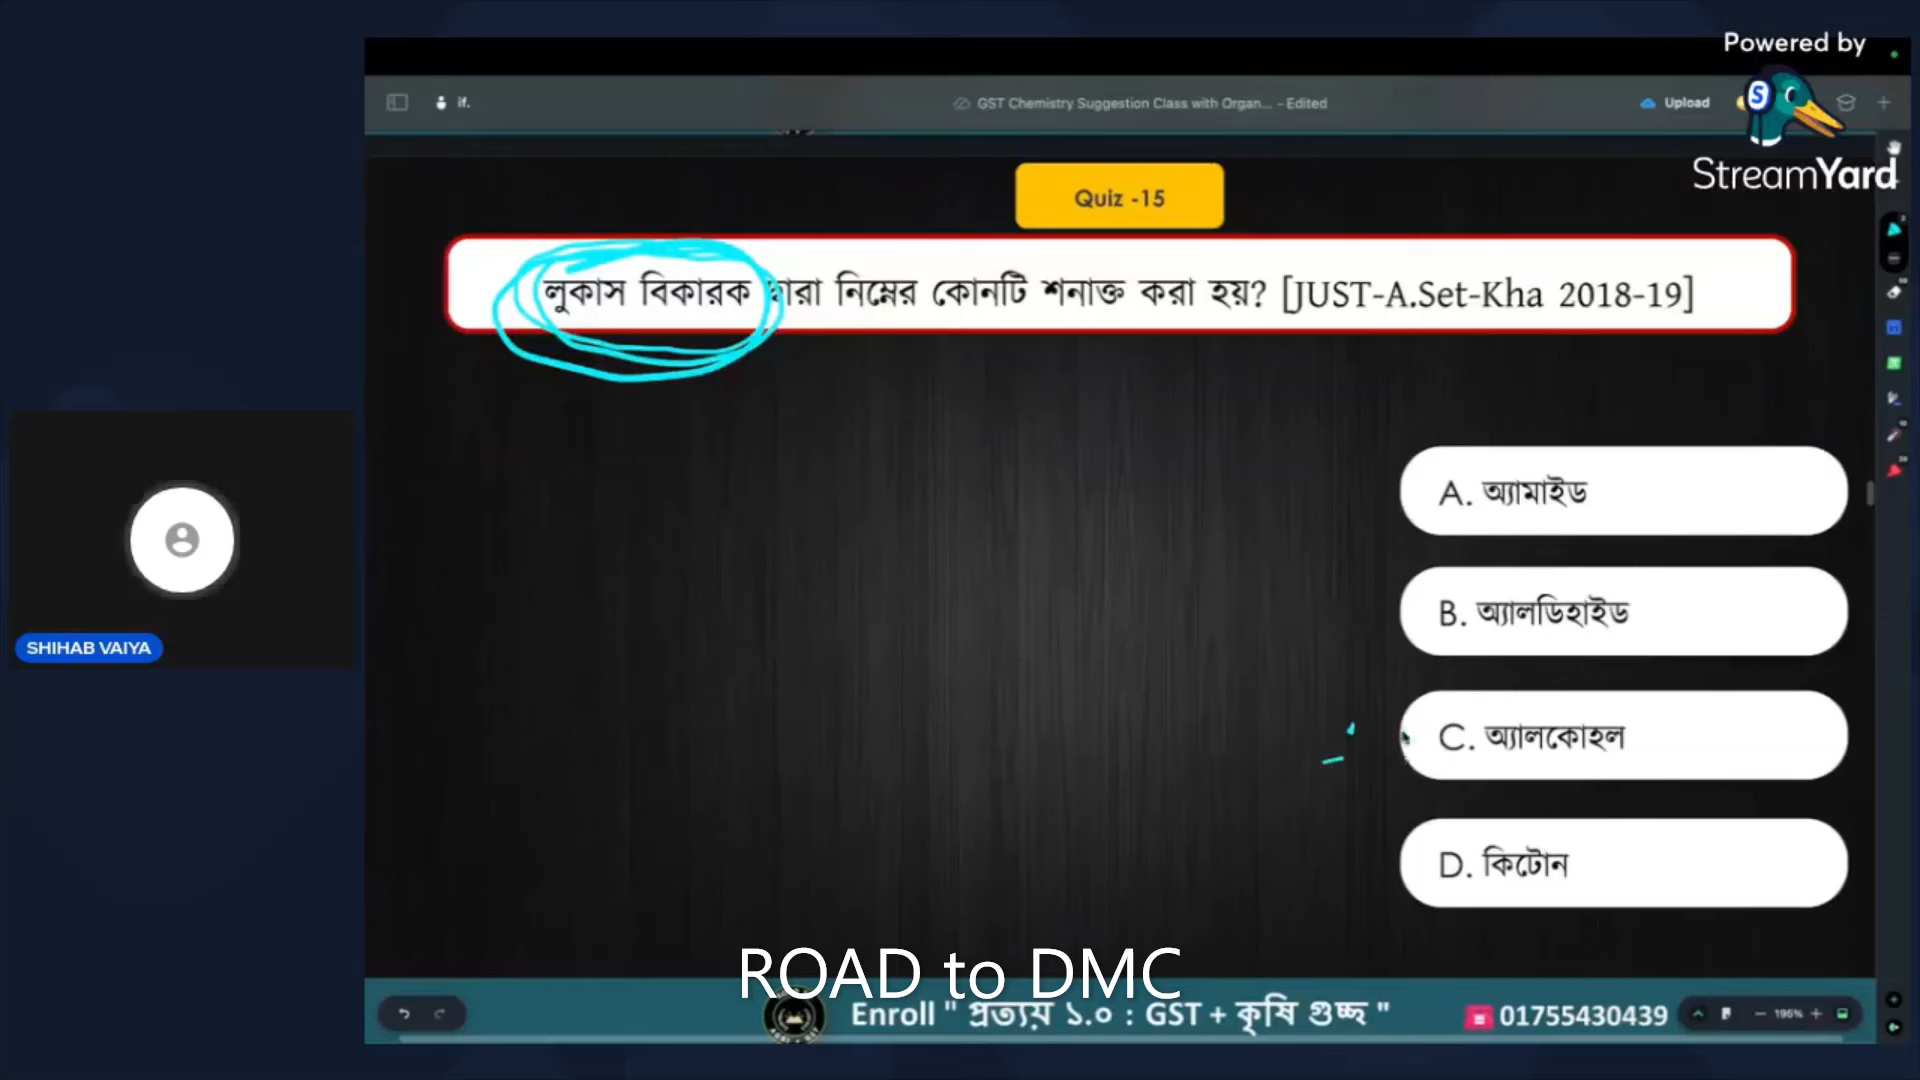 Powered by
StreamYard
if.
GST Chemistry Suggestion Class with Organ... - Edited
Upload
Quiz -15
লুকাস বিকারক দ্বারা নিম্নের কোনটি শনাক্ত করা হয়? [JUST-A.Set-Kha 2018-19]
A. অ্যামাইড
B. অ্যালডিহাইড
C. অ্যালকোহল
D. কিটোন
SHIHAB VAIYA
ROAD to DMC
Enroll " প্রত্যয় ১.০ : GST + কৃষি গুচ্ছ "
01755430439
195%